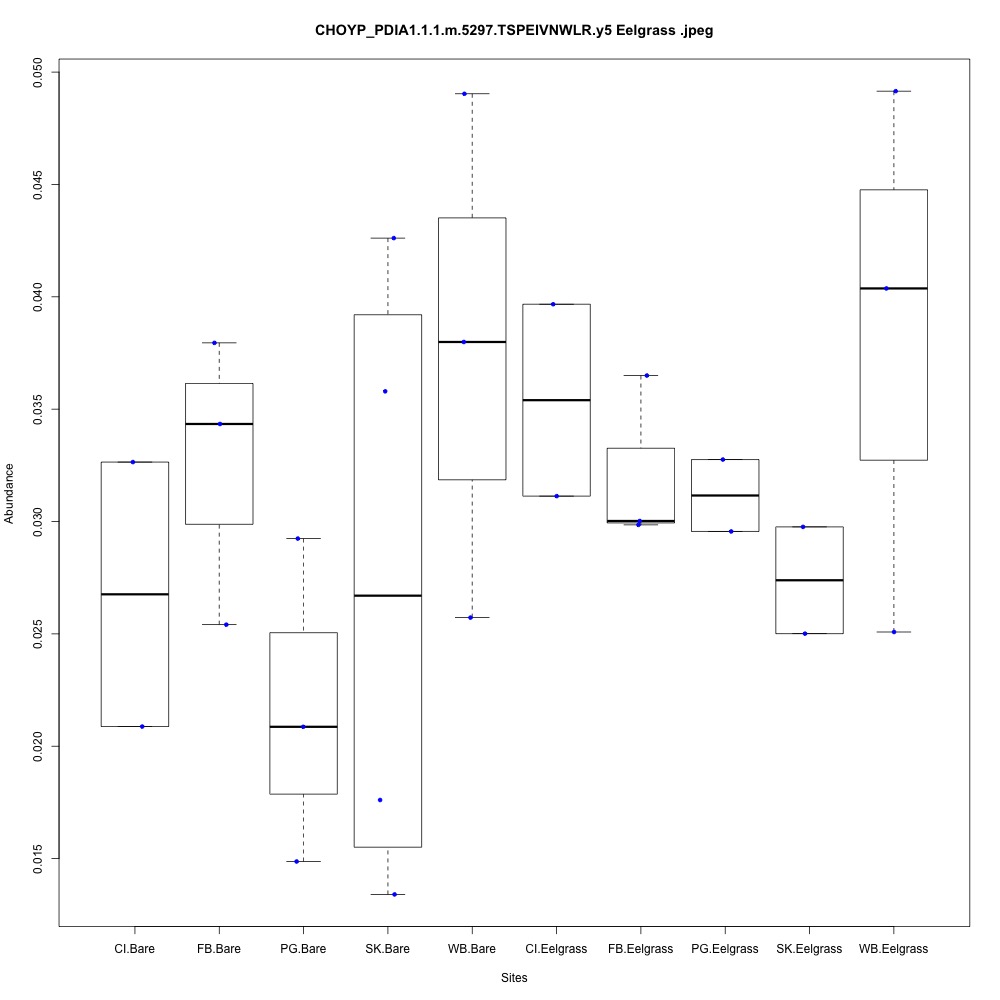 CHOYP_PDIA1.1.1.m.5297.TSPEIVNWLR.y5 Eelgrass .jpeg
0.050
0.045
0.040
0.035
0.030
0.025
0.020
0.015
Abundance
CI.Bare FB.Bare PG.Bare SK.Bare WB.Bare CI.Eelgrass FB.Eelgrass PG.Eelgrass SK.Eelgrass WB.Eelgrass
Sites